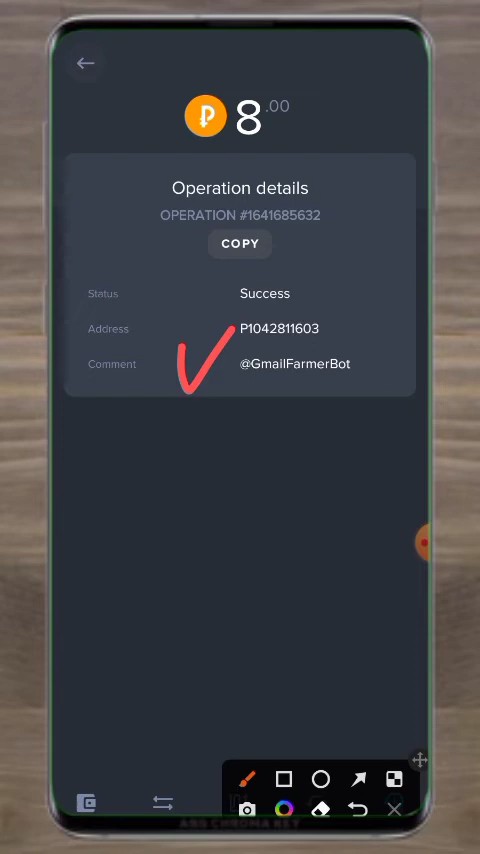 8.00
Operation details
OPERATION #1641685632
COPY
Status Success
Address P1042811603
Comment @GmailFarmerBot